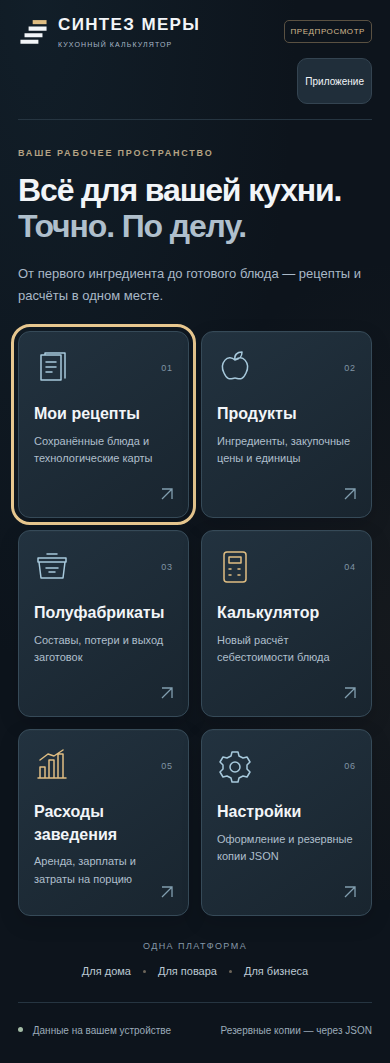 СИНТЕЗ МЕРЫ
КУХОННЫЙ КАЛЬКУЛЯТОР
ПРЕДПРОСМОТР
Приложение
ВАШЕ РАБОЧЕЕ ПРОСТРАНСТВО
Всё для вашей кухни.
Точно. По делу.
От первого ингредиента до готового блюда — рецепты и
расчёты в одном месте.
01
Мои рецепты
Сохранённые блюда и
технологические карты
02
Продукты
Ингредиенты, закупочные
цены и единицы
03
Полуфабрикаты
Составы, потери и выход
заготовок
04
Калькулятор
Новый расчёт
себестоимости блюда
05
Расходы
заведения
Аренда, зарплаты и
затраты на порцию
06
Настройки
Оформление и резервные
копии JSON
ОДНА ПЛАТФОРМА
Для дома • Для повара • Для бизнеса
Данные на вашем устройстве
Резервные копии — через JSON